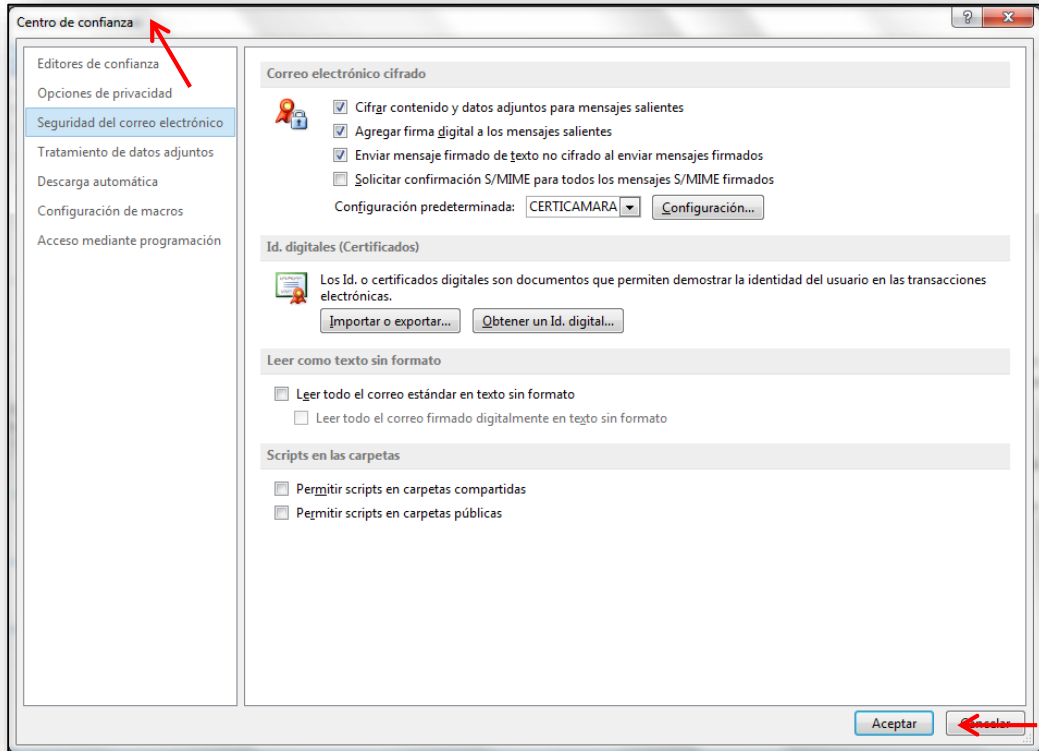 Centro de confianza
Editores de confianza
Opciones de privacidad
Seguridad del correo electrónico
Tratamiento de datos adjuntos
Descarga automática
Configuración de macros
Acceso mediante programación
Correo electrónico cifrado
Cifrar contenido y datos adjuntos para mensajes salientes
Agregar firma digital a los mensajes salientes
Enviar mensaje firmado de texto no cifrado al enviar mensajes firmados
Solicitar confirmación S/MIME para todos los mensajes S/MIME firmados
Configuración predeterminada: CERTICAMARA Configuración...
Id. digitales (Certificados)
Los Id. o certificados digitales son documentos que permiten demostrar la identidad del usuario en las transacciones
electrónicas.
Importar o exportar... Obtener un Id. digital...
Leer como texto sin formato
Leer todo el correo estándar en texto sin formato
Leer todo el correo firmado digitalmente en texto sin formato
Scripts en las carpetas
Permitir scripts en carpetas compartidas
Permitir scripts en carpetas públicas
Aceptar Cancelar